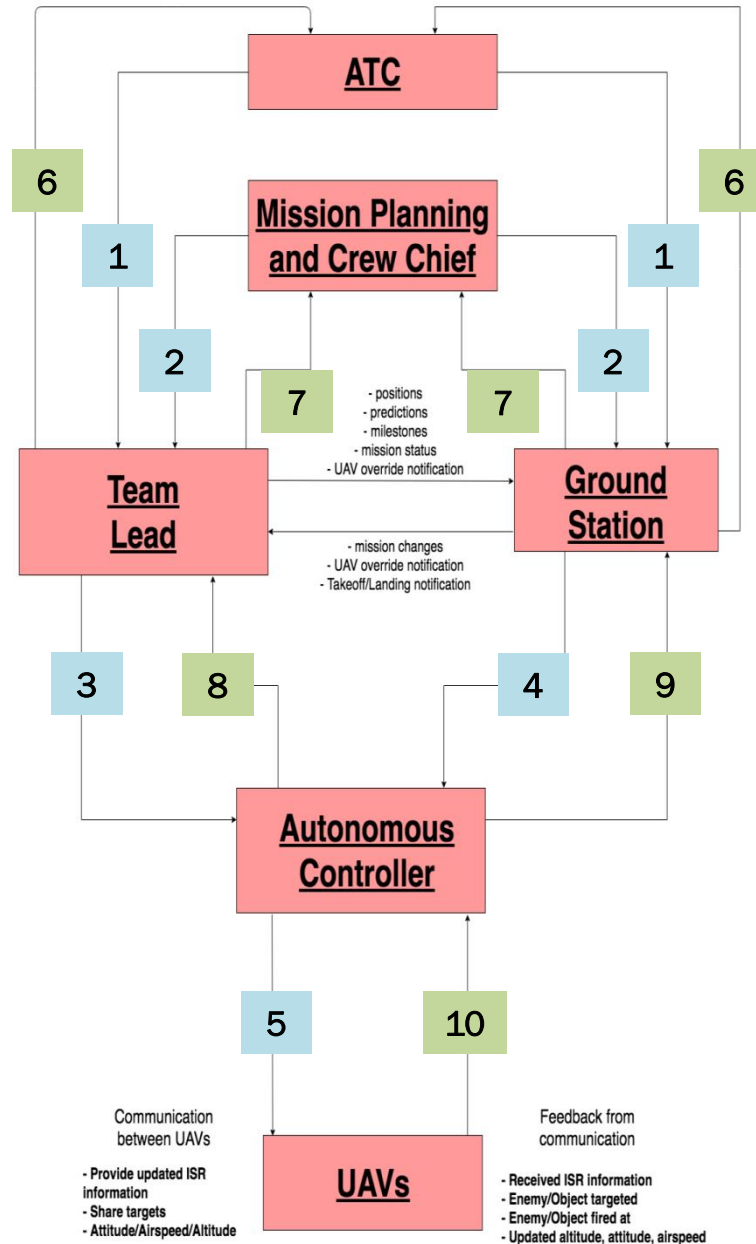 ATC
6
6
1
1
Mission Planning
and Crew Chief
2
2
7
7
- positions
- predictions
- milestones
- mission status
- UAV override notification
Team
Lead
Ground
Station
- mission changes
- UAV override notification
- Takeoff/Landing notification
3
8
4
9
Autonomous
Controller
5
10
Communication
between UAVs
- Provide updated ISR
information
- Share targets
- Attitude/Airspeed/Altitude
UAVs
Feedback from
communication
- Received ISR information
- Enemy/Object targeted
- Enemy/Object fired at
- Updated altitude, attitude, airspeed